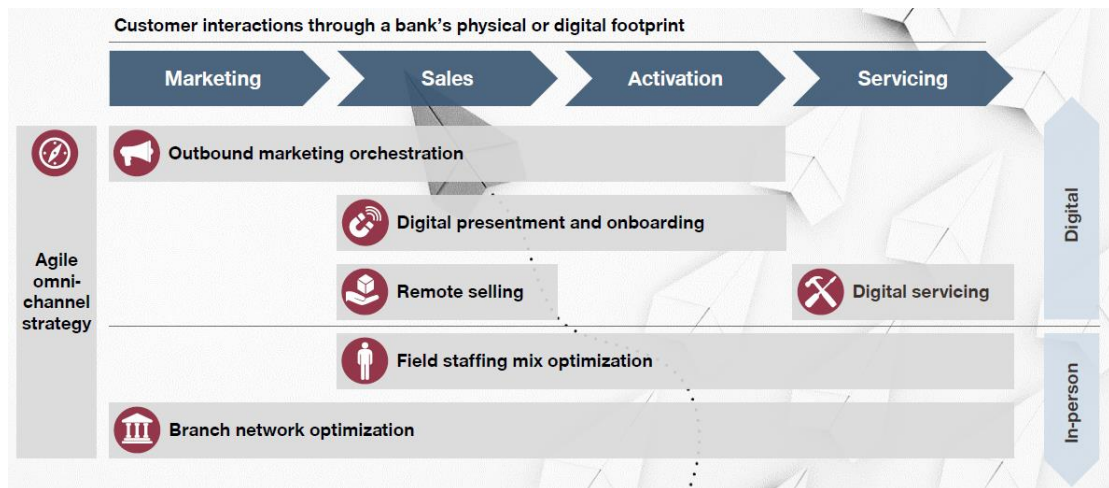 Customer interactions through a bank's physical or digital footprint
Marketing
Sales
Activation
Servicing
Outbound marketing orchestration
Digital presentment and onboarding
Agile
omni-
channel
strategy
Remote selling
Digital servicing
Digital
Field staffing mix optimization
Branch network optimization
In-person